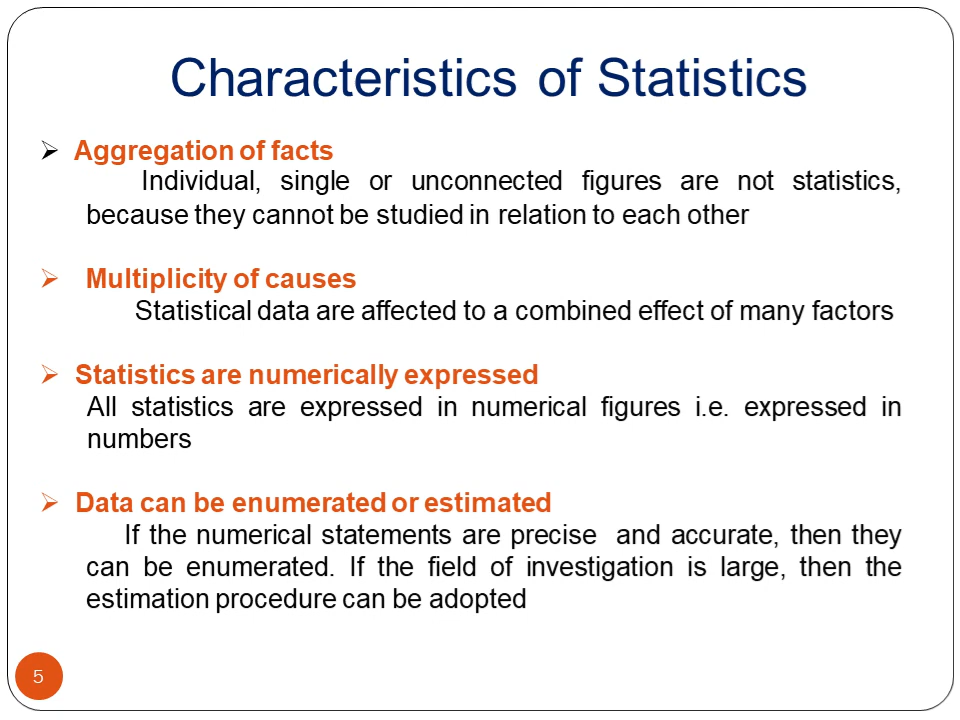 Characteristics of Statistics
Aggregation of facts
Individual, single or unconnected figures are not statistics,
because they cannot be studied in relation to each other
Multiplicity of causes
Statistical data are affected to a combined effect of many factors
Statistics are numerically expressed
All statistics are expressed in numerical figures i.e. expressed in
numbers
Data can be enumerated or estimated
If the numerical statements are precise and accurate, then they
can be enumerated. If the field of investigation is large, then the
estimation procedure can be adopted
5